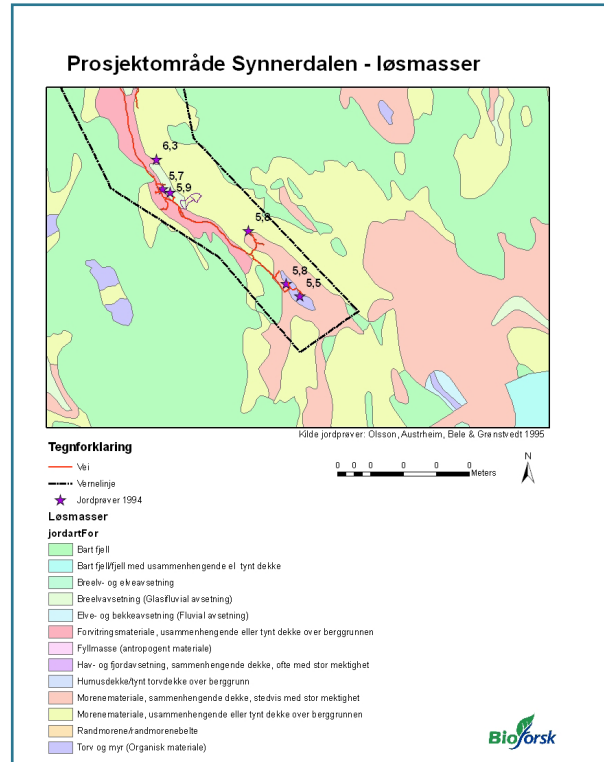 Prosjektområde Synnerdalen - løsmasser
6,3
5,7
5,9
5,8
5,8
5,5
Kilde jordprøver: Olsson, Austrheim, Bele & Grønstvedt 1995
Tegnforklaring
Vei
Vernelinje
Jordprøver 1994
Løsmasser
jordartFor
Bart fjell
Bart fjell/fjell med usammenhengende el tynt dekke
Breelv- og elveavsetning
Breelvavsetning (Glasifluvial avsetning)
Elve- og bekkeavsetning (Fluvial avsetning)
Forvitringsmateriale, usammenhengende eller tynt dekke over berggrunnen
Fyllmasse (antropogent materiale)
Hav- og fjordavsetning, sammenhengende dekke, ofte med stor mektighet
Humusdekke/tynt torvdekke over berggrunn
Morenemateriale, sammenhengende dekke, stedvis med stor mektighet
Morenemateriale, usammenhengende eller tynt dekke over berggrunnen
Randmorene/randmorenebelte
Torv og myr (Organisk materiale)
0 0 0 0 0 0
Meters
N
Bioforsk